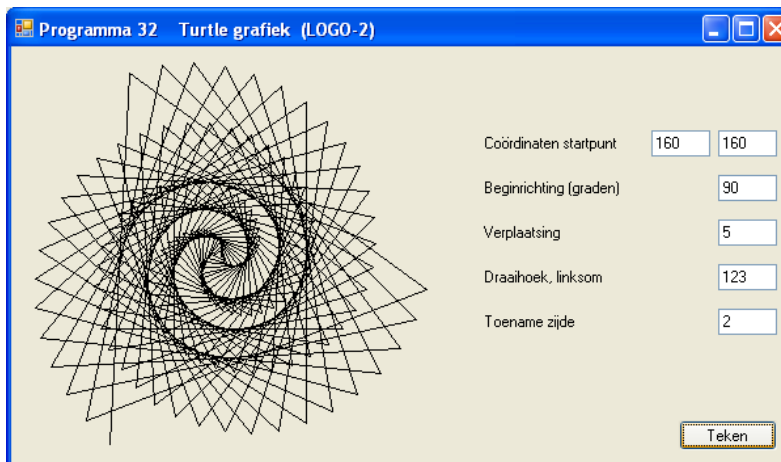 Programma 32 Turtle grafiek (LOGO-2)
Coördinaten startpunt 160 160
Beginrichting (graden) 90
Verplaatsing 5
Draaihoek, linksom 123
Toename zijde 2
Teken